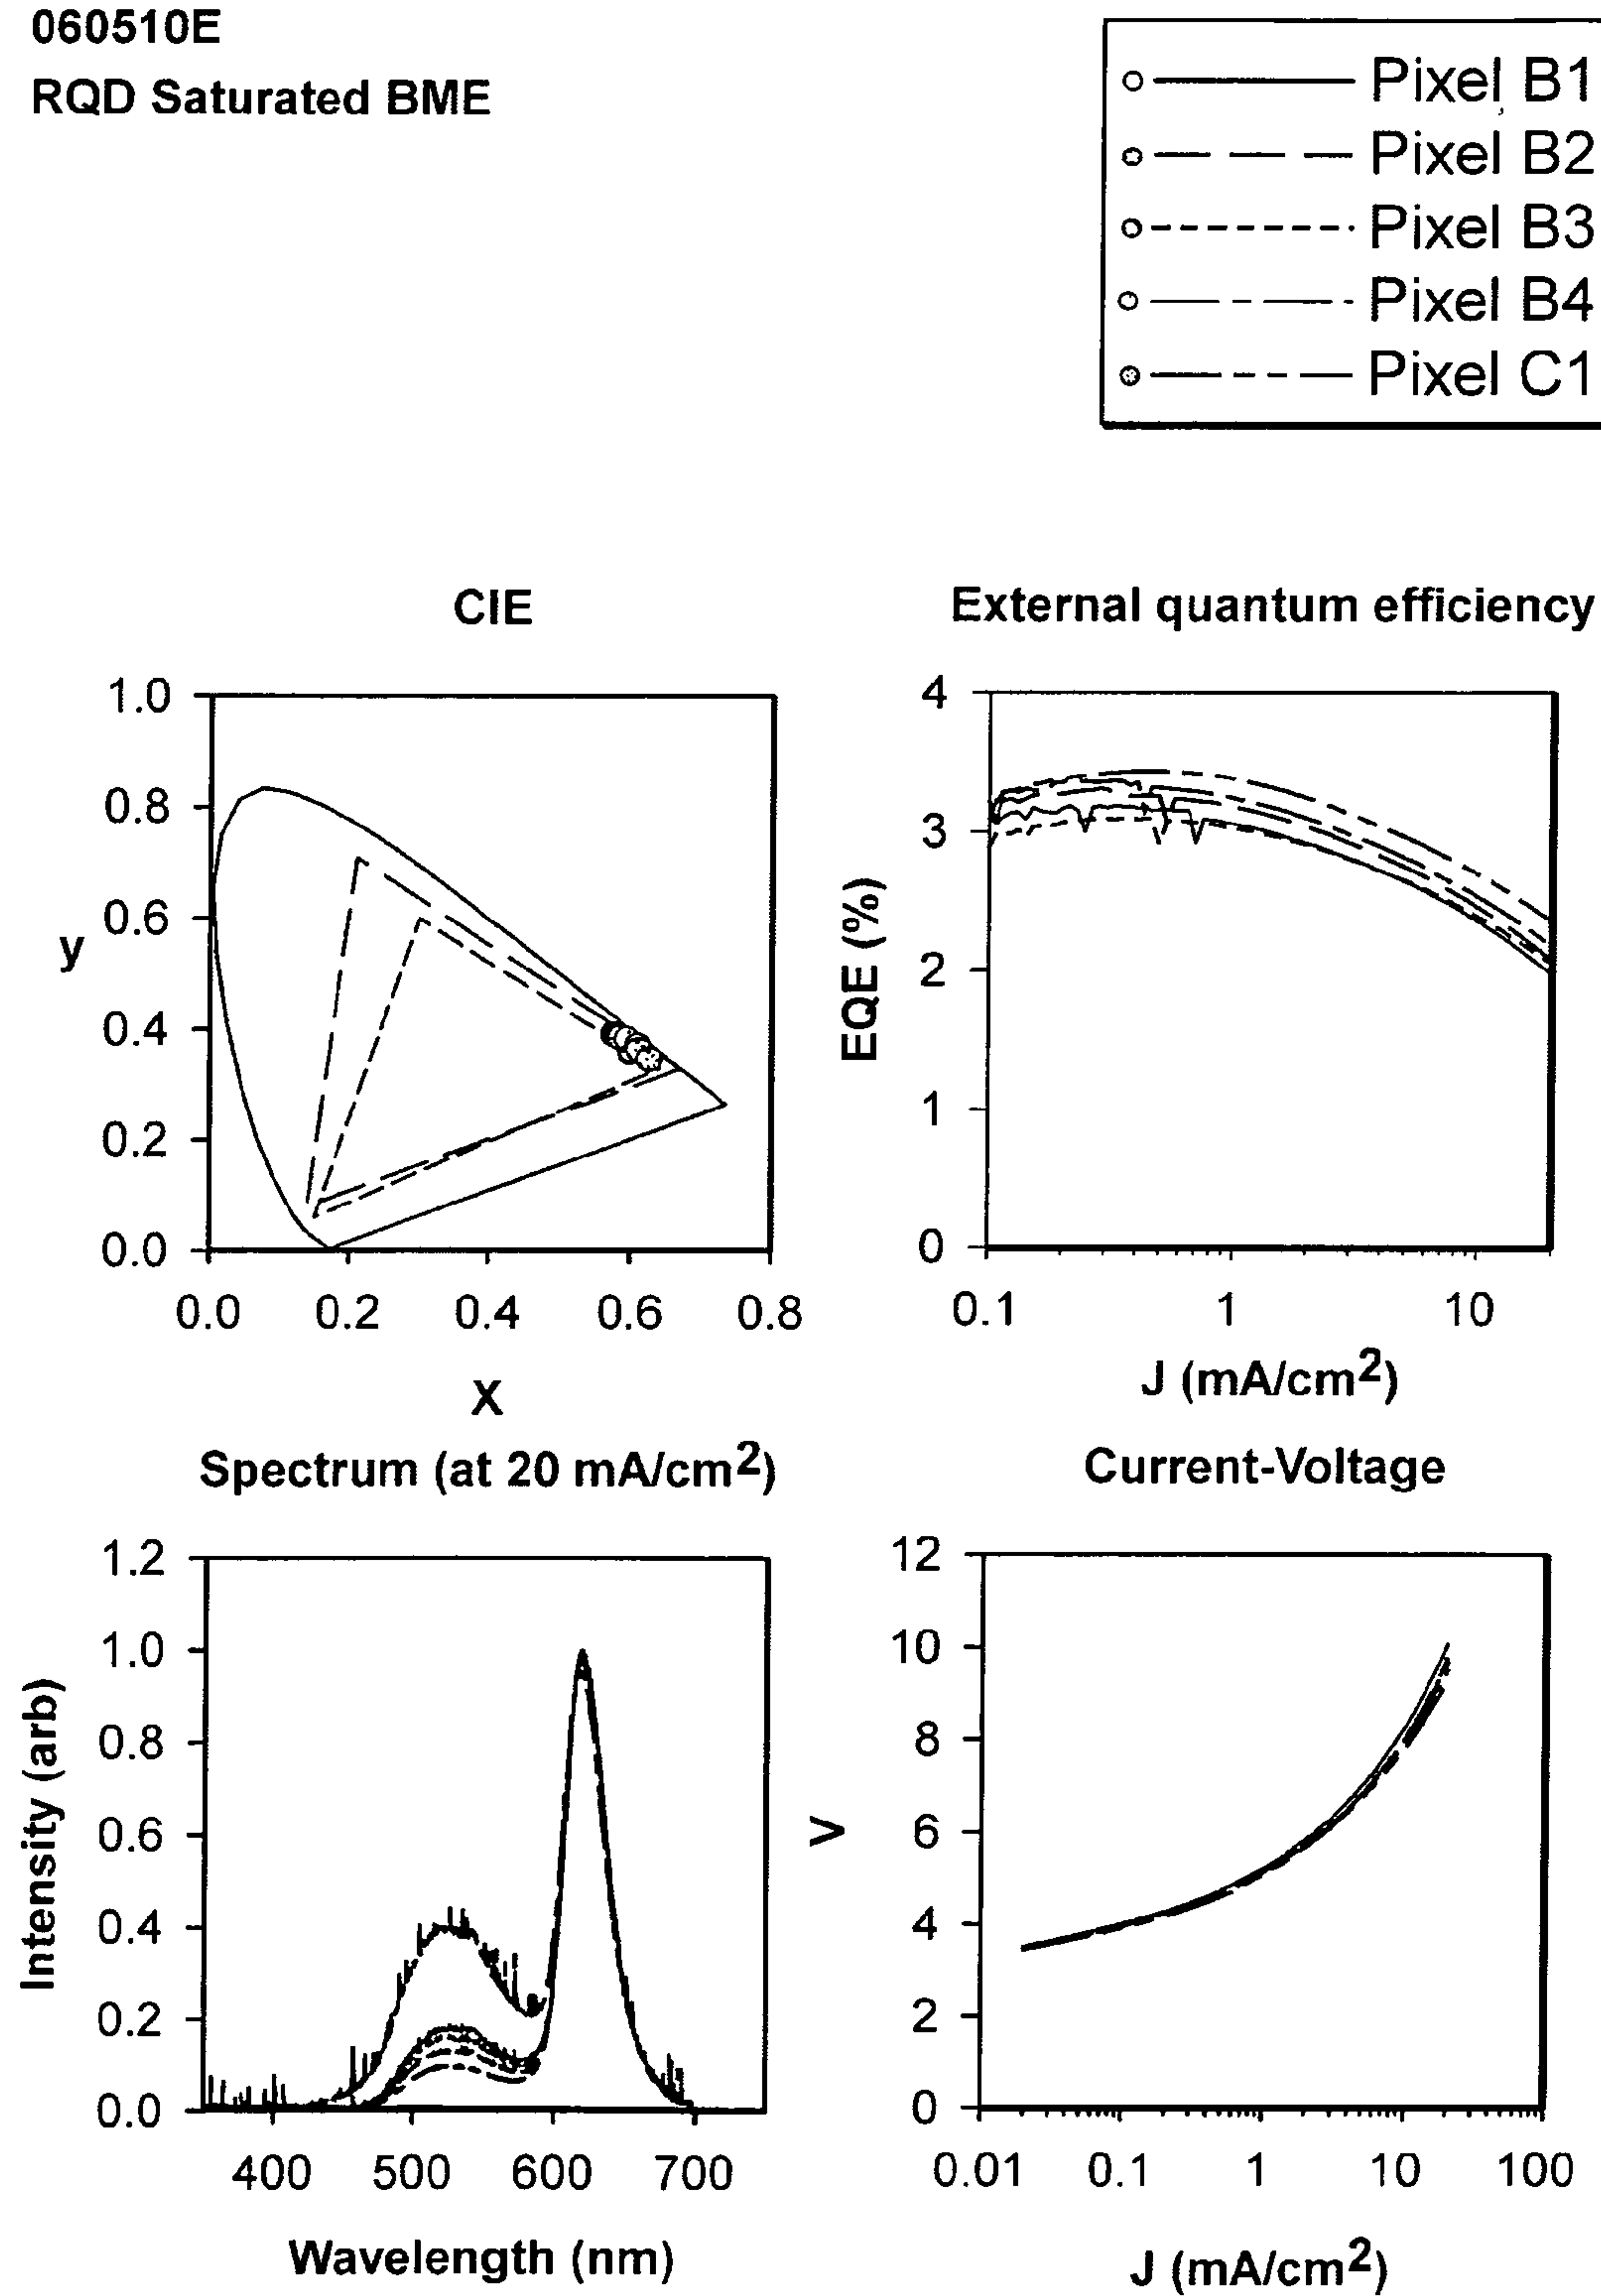 060510E
RQD Saturated BME
Pixel B1
Pixel B2
Pixel B3
Pixel B4
Pixel C1
CIE
1.0
0.8
0.6
0.4
0.2
0.0
y
0.0 0.2 0.4 0.6 0.8
X
External quantum efficiency
4
3
2
1
0
EQE (%)
0.1 1 10
J (mA/cm²)
Spectrum (at 20 mA/cm²)
1.2
1.0
0.8
0.6
0.4
0.2
0.0
Intensity (arb)
400 500 600 700
Wavelength (nm)
Current-Voltage
12
10
8
6
4
2
0
V
0.01 0.1 1 10 100
J (mA/cm²)